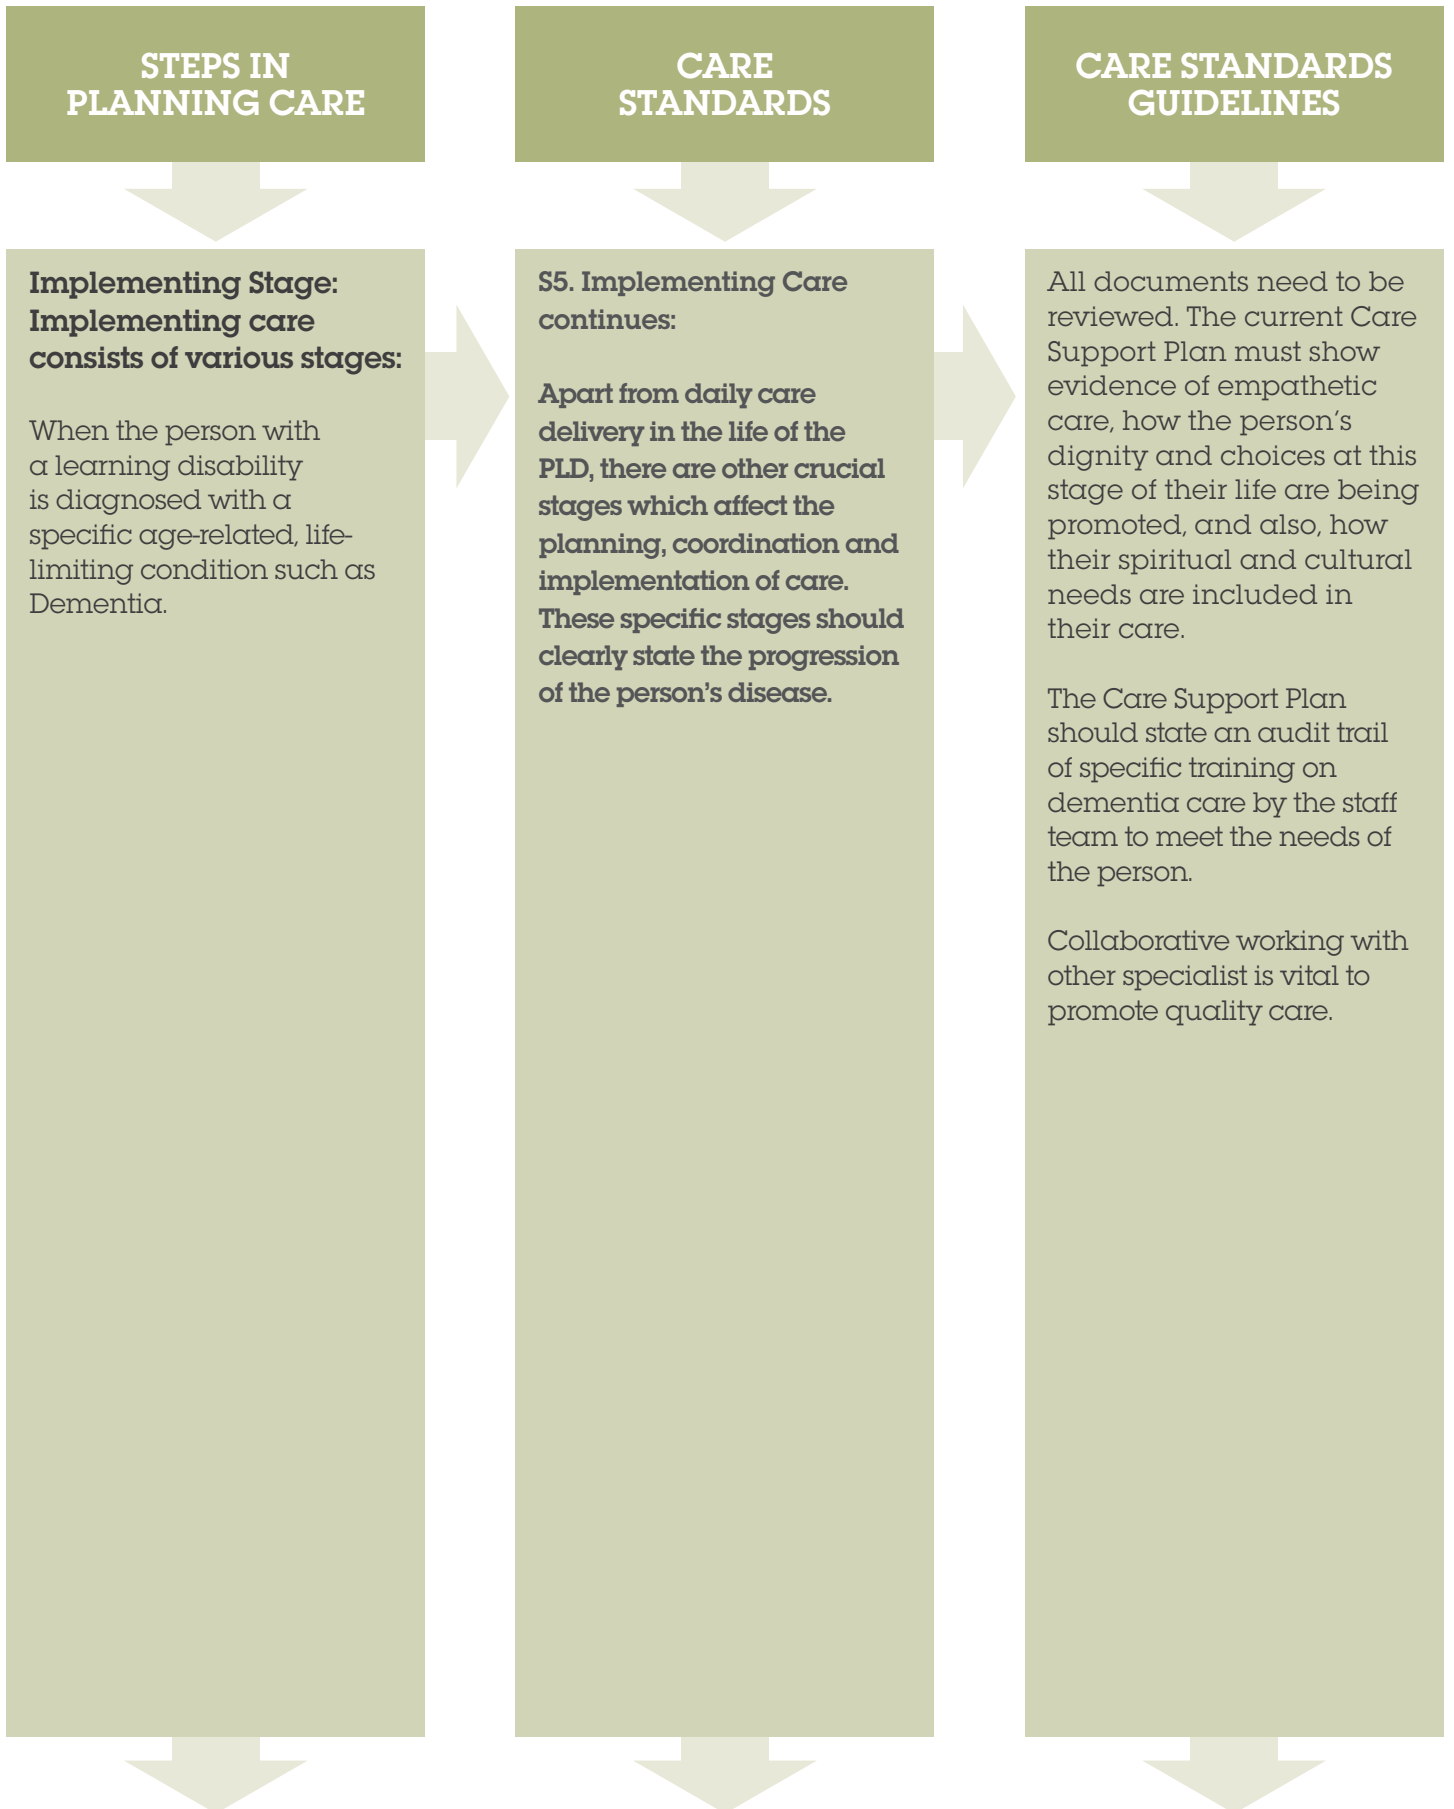 STEPS IN
PLANNING CARE
CARE
STANDARDS
CARE STANDARDS
GUIDELINES
Implementing Stage:
Implementing care
consists of various stages:
When the person with
a learning disability
is diagnosed with a
specific age-related, life-
limiting condition such as
Dementia.
S5. Implementing Care
continues:
Apart from daily care
delivery in the life of the
PLD, there are other crucial
stages which affect the
planning, coordination and
implementation of care.
These specific stages should
clearly state the progression
of the person's disease.
All documents need to be
reviewed. The current Care
Support Plan must show
evidence of empathetic
care, how the person's
dignity and choices at this
stage of their life are being
promoted, and also, how
their spiritual and cultural
needs are included in
their care.
The Care Support Plan
should state an audit trail
of specific training on
dementia care by the staff
team to meet the needs of
the person.
Collaborative working with
other specialist is vital to
promote quality care.